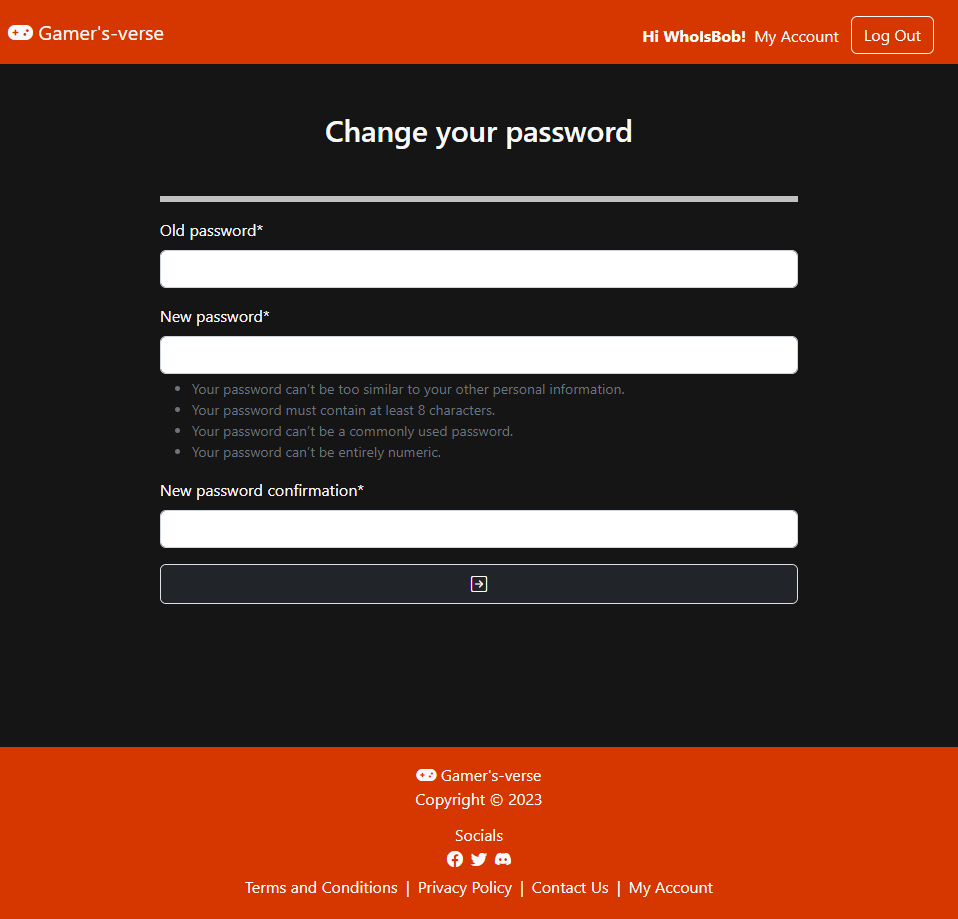 Gamer's-verse
Hi WhoIsBob! My Account Log Out
Change your password
Old password*
New password*
• Your password can't be too similar to your other personal information.
• Your password must contain at least 8 characters.
• Your password can't be a commonly used password.
• Your password can't be entirely numeric.
New password confirmation*
Gamer's-verse
Copyright © 2023
Socials
Terms and Conditions | Privacy Policy | Contact Us | My Account